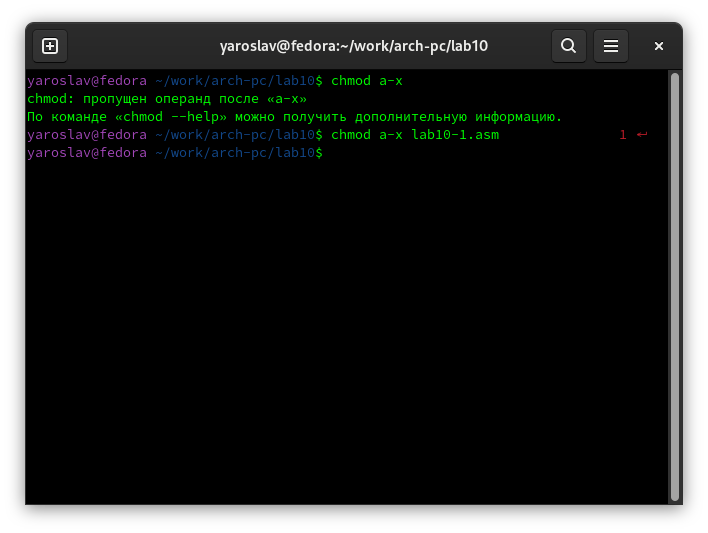 yaroslav@fedora:~/work/arch-pc/lab10
yaroslav@fedora ~/work/arch-pc/lab10$ chmod a-x
chmod: пропущен операнд после «a-x»
По команде «chmod --help» можно получить дополнительную информацию.
yaroslav@fedora ~/work/arch-pc/lab10$ chmod a-x lab10-1.asm 1 ↵
yaroslav@fedora ~/work/arch-pc/lab10$